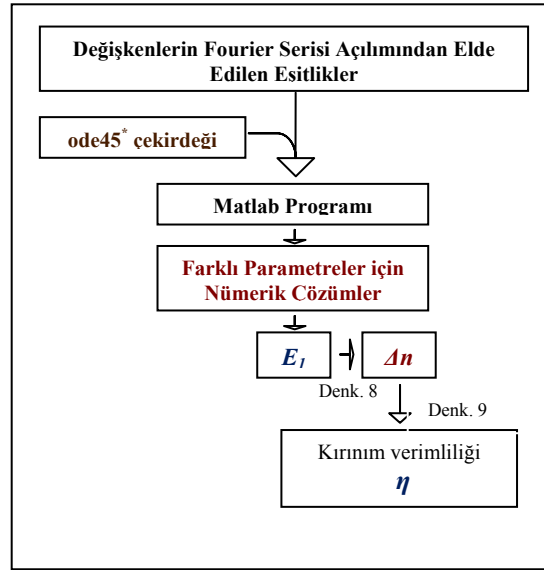 Değişkenlerin Fourier Serisi Açılımından Elde
Edilen Esitlikler
ode45* çekirdeği
Matlab Programı
Farklı Parametreler için
Nümerik Cözümler
E₁
Δn
Denk. 8
Denk. 9
Kırınım verimliliği
η